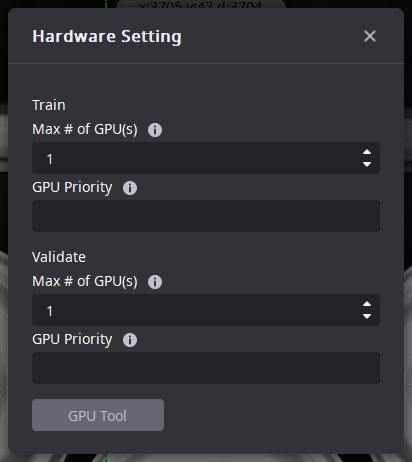 x:3705 y:47 d:3704
Hardware Setting
Train
Max # of GPU(s)
1
GPU Priority
Validate
Max # of GPU(s)
1
GPU Priority
GPU Tool